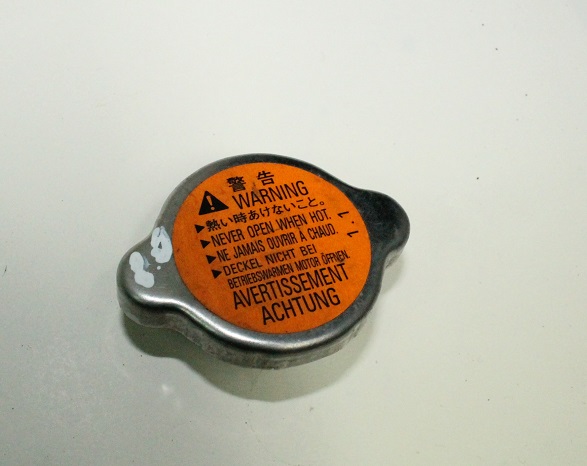 警告
WARNING
▶熱い時あけないこと。
▶NEVER OPEN WHEN HOT.
▶NE JAMAIS OUVRIR À CHAUD.
▶DECKEL NICHT BEI
BETRIEBSWARMEN MOTOR ÖFFNEN.
AVERTISSEMENT
ACHTUNG
1.1